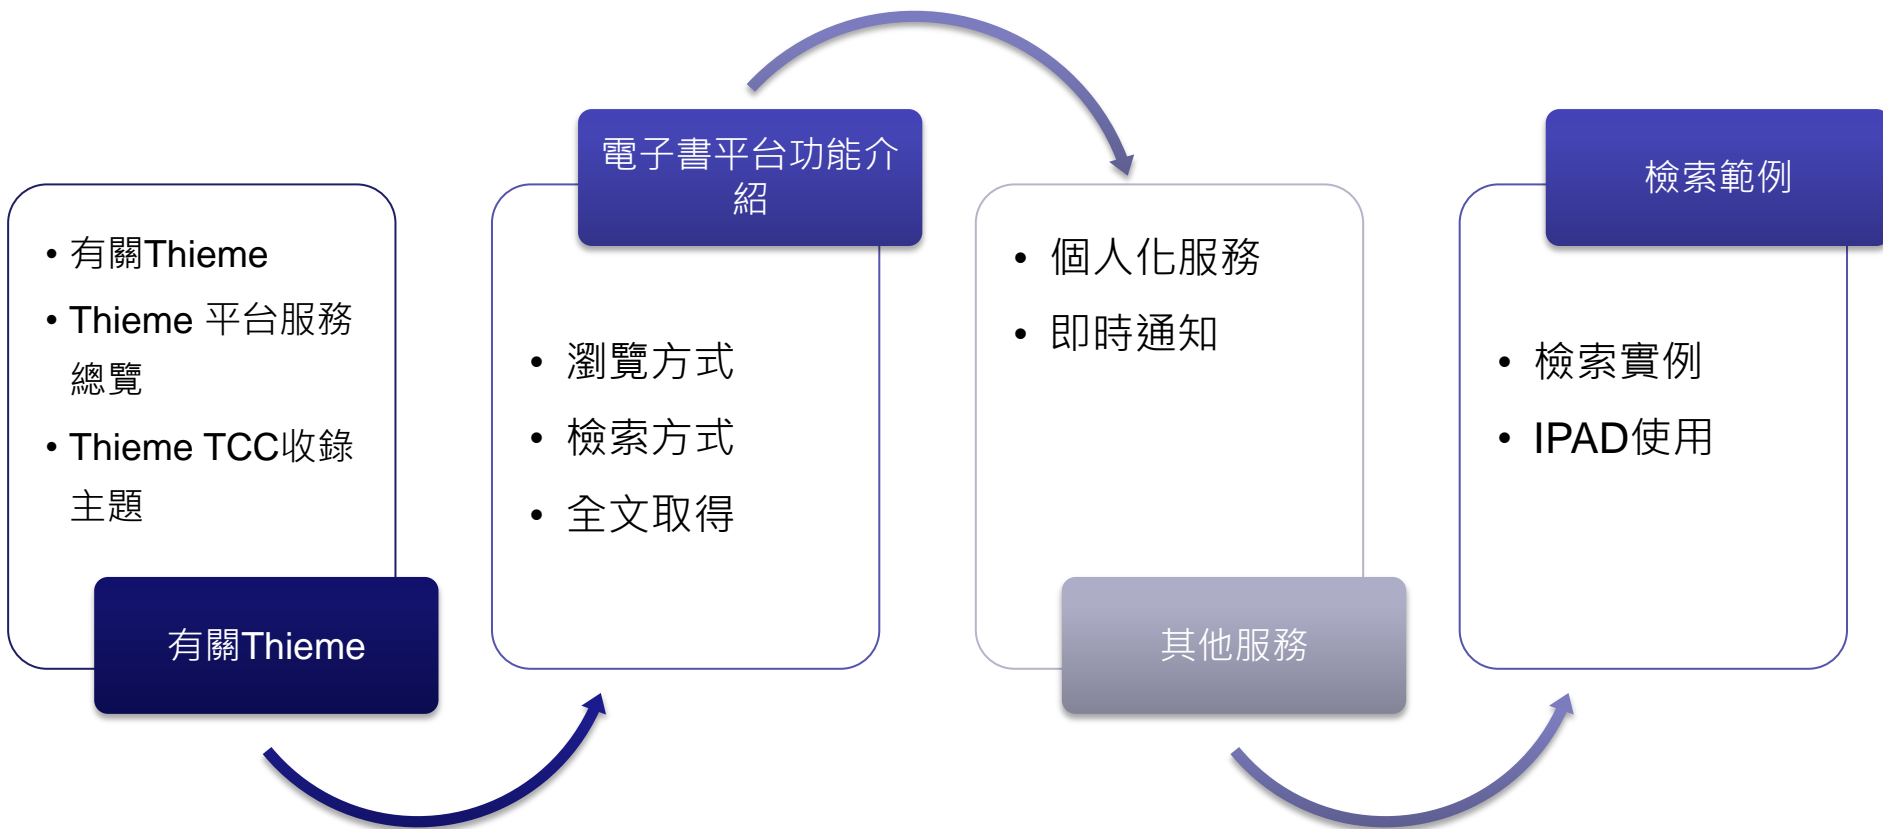 • 有關Thieme
• Thieme 平台服務
總覽
• Thieme TCC收錄
主題
有關Thieme
電子書平台功能介
紹
• 瀏覽方式
• 檢索方式
• 全文取得
• 個人化服務
• 即時通知
其他服務
檢索範例
• 檢索實例
• IPAD使用